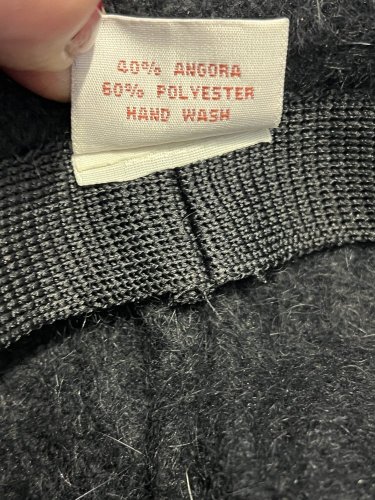 40% ANGORA
60% POLYESTER
HAND WASH